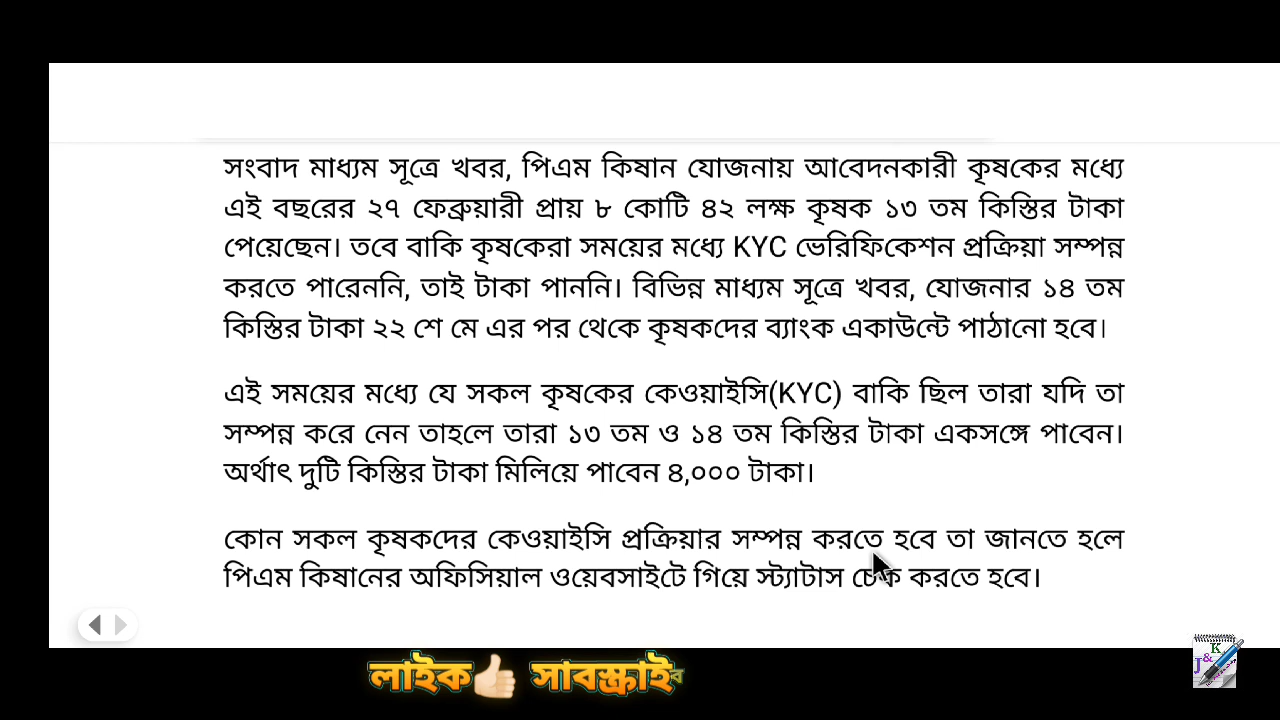 সংবাদ মাধ্যম সূত্রে খবর, পিএম কিষান যোজনায় আবেদনকারী কৃষকের মধ্যে
এই বছরের ২৭ ফেব্রুয়ারী প্রায় ৮ কোটি ৪২ লক্ষ কৃষক ১৩ তম কিস্তির টাকা
পেয়েছেন। তবে বাকি কৃষকেরা সময়ের মধ্যে KYC ভেরিফিকেশন প্রক্রিয়া সম্পন্ন
করতে পারেননি, তাই টাকা পাননি। বিভিন্ন মাধ্যম সূত্রে খবর, যোজনার ১৪ তম
কিস্তির টাকা ২২ শে মে এর পর থেকে কৃষকদের ব্যাংক একাউন্টে পাঠানো হবে।
এই সময়ের মধ্যে যে সকল কৃষকের কেওয়াইসি(KYC) বাকি ছিল তারা যদি তা
সম্পন্ন করে নেন তাহলে তারা ১৩ তম ও ১৪ তম কিস্তির টাকা একসঙ্গে পাবেন।
অর্থাৎ দুটি কিস্তির টাকা মিলিয়ে পাবেন ৪,০০০ টাকা।
কোন সকল কৃষকদের কেওয়াইসি প্রক্রিয়ার সম্পন্ন করতে হবে তা জানতে হলে
পিএম কিষানের অফিসিয়াল ওয়েবসাইটে গিয়ে স্ট্যাটাস চেক করতে হবে।
লাইক সাবস্ক্রাইব
J&K